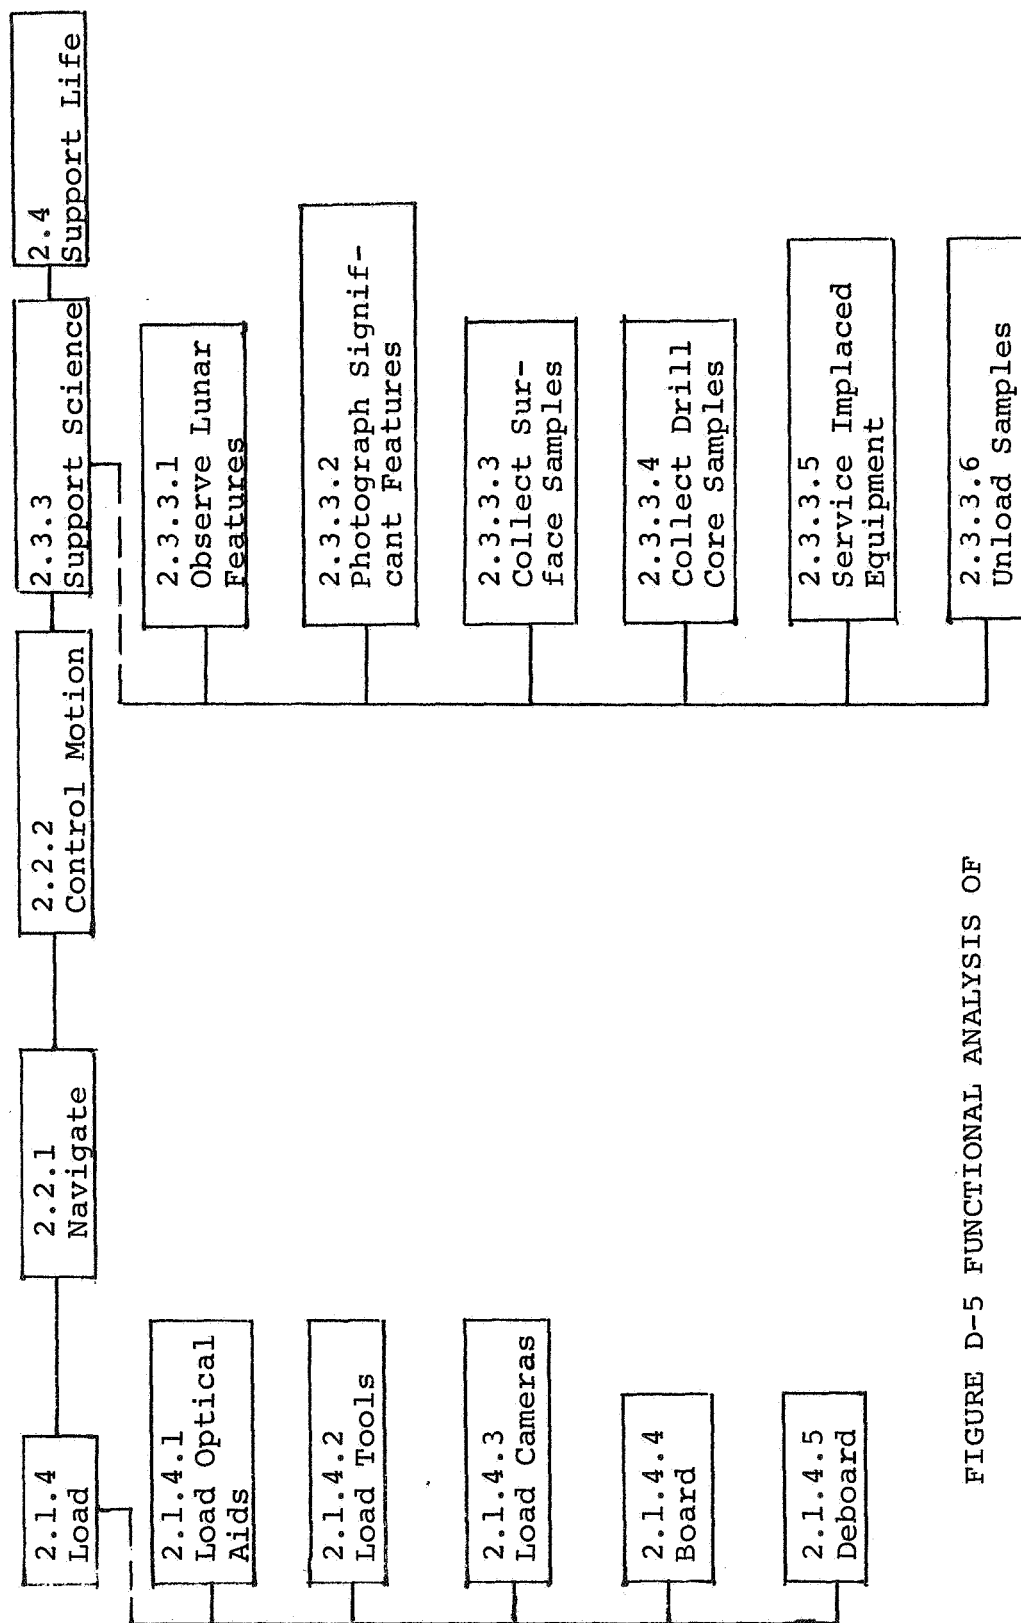 2.1.4
Load
2.2.1
Navigate
2.2.2
Control Motion
2.3.3
Support Science
2.4
Support Life
2.1.4.1
Load Optical
Aids
2.1.4.2
Load Tools
2.1.4.3
Load Cameras
2.1.4.4
Board
2.1.4.5
Deboard
2.3.3.1
Observe Lunar
Features
2.3.3.2
Photograph Signif-
cant Features
2.3.3.3
Collect Sur-
face Samples
2.3.3.4
Collect Drill
Core Samples
2.3.3.5
Service Implaced
Equipment
2.3.3.6
Unload Samples
FIGURE D-5 FUNCTIONAL ANALYSIS OF